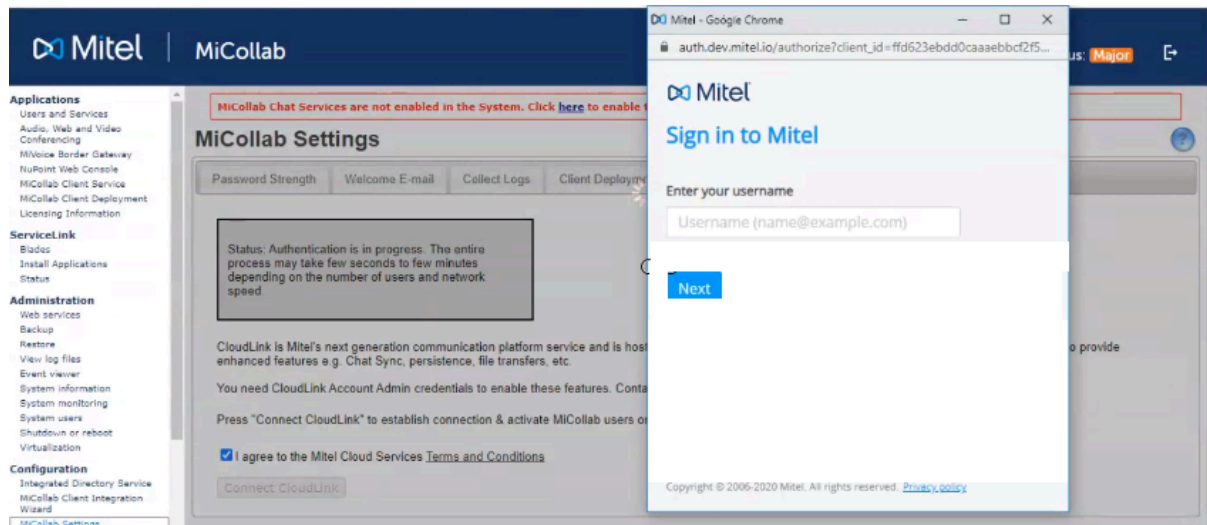 Mitel
MiCollab
us: Major
Applications
Users and Services
Audio, Web and Video
Conferencing
MiVoice Border Gateway
NuPoint Web Console
MiCollab Client Service
MiCollab Client Deployment
Licensing Information
ServiceLink
Blades
Install Applications
Status
Administration
Web services
Backup
Restore
View log files
Event viewer
System information
System monitoring
System users
Shutdown or reboot
Virtualization
Configuration
Integrated Directory Service
MiCollab Client Integration
Wizard
MiCollab Settings
MiCollab Chat Services are not enabled in the System. Click here to enable
MiCollab Settings
Password Strength Welcome E-mail Collect Logs Client Deployme
Status: Authentication is in progress. The entire
process may take few seconds to few minutes
depending on the number of users and network
speed.
CloudLink is Mitel's next generation communication platform service and is host
o provide
enhanced features e.g. Chat Sync, persistence, file transfers, etc.
You need CloudLink Account Admin credentials to enable these features. Conta
Press "Connect CloudLink" to establish connection & activate MiCollab users o
I agree to the Mitel Cloud Services Terms and Conditions
Connect CloudLink
Mitel - Google Chrome
auth.dev.mitel.io/authorize?client_id=ffd623ebdd0caaaebbcf2f5...
Mitel
Sign in to Mitel
Enter your username
Username (name@example.com)
Next
Copyright © 2006-2020 Mitel. All rights reserved. Privacy policy